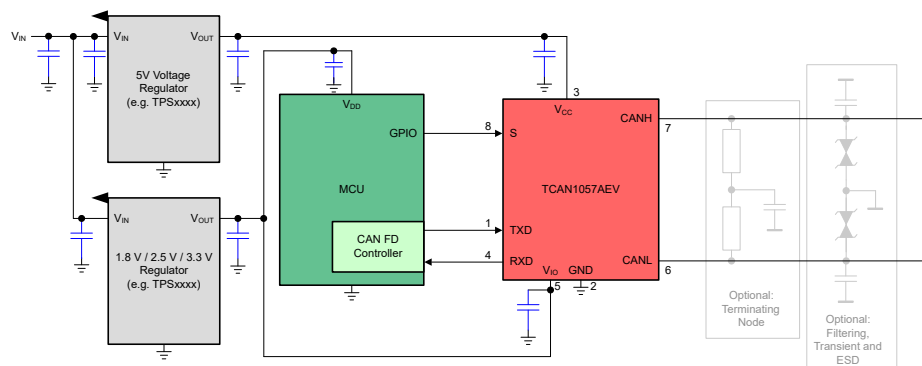 VIN
VIN
VOUT
5V Voltage
Regulator
(e.g. TPSxxxx)
VDD
GPIO
MCU
CAN FD
Controller
VIN
VOUT
1.8 V / 2.5 V / 3.3 V
Regulator
(e.g. TPSxxxx)
3
VCC
8
S
CANH
7
TCAN1057AEV
1
TXD
4
RXD
VIO
5
GND
2
CANL
6
Optional:
Terminating
Node
Optional:
Filtering,
Transient and
ESD